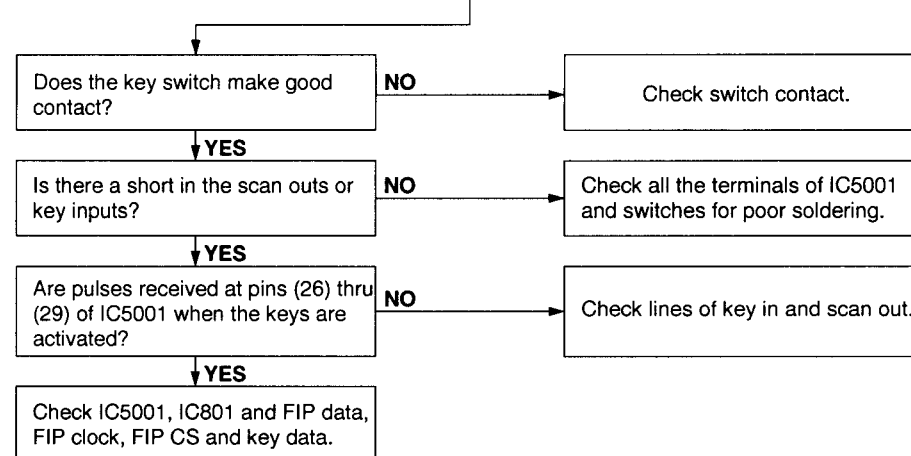 Does the key switch make good
contact?
NO
Check switch contact.
YES
Is there a short in the scan outs or
key inputs?
NO
Check all the terminals of IC5001
and switches for poor soldering.
YES
Are pulses received at pins (26) thru
(29) of IC5001 when the keys are
activated?
NO
Check lines of key in and scan out.
YES
Check IC5001, IC801 and FIP data,
FIP clock, FIP CS and key data.